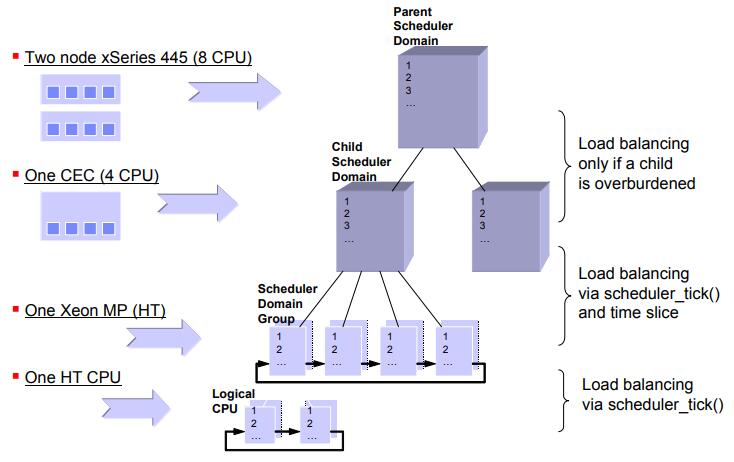 Parent
Scheduler
Domain
Two node xSeries 445 (8 CPU)
1
2
3
...
Load balancing
only if a child
is overburdened
Child
Scheduler
Domain
One CEC (4 CPU)
1
2
3
...
1
2
3
...
Load balancing
via scheduler_tick()
and time slice
Scheduler
Domain
Group
One Xeon MP (HT)
1
2
...
1
2
...
1
2
...
1
2
...
One HT CPU
Load balancing
via scheduler_tick()
Logical
CPU
1
2
...
1
2
...